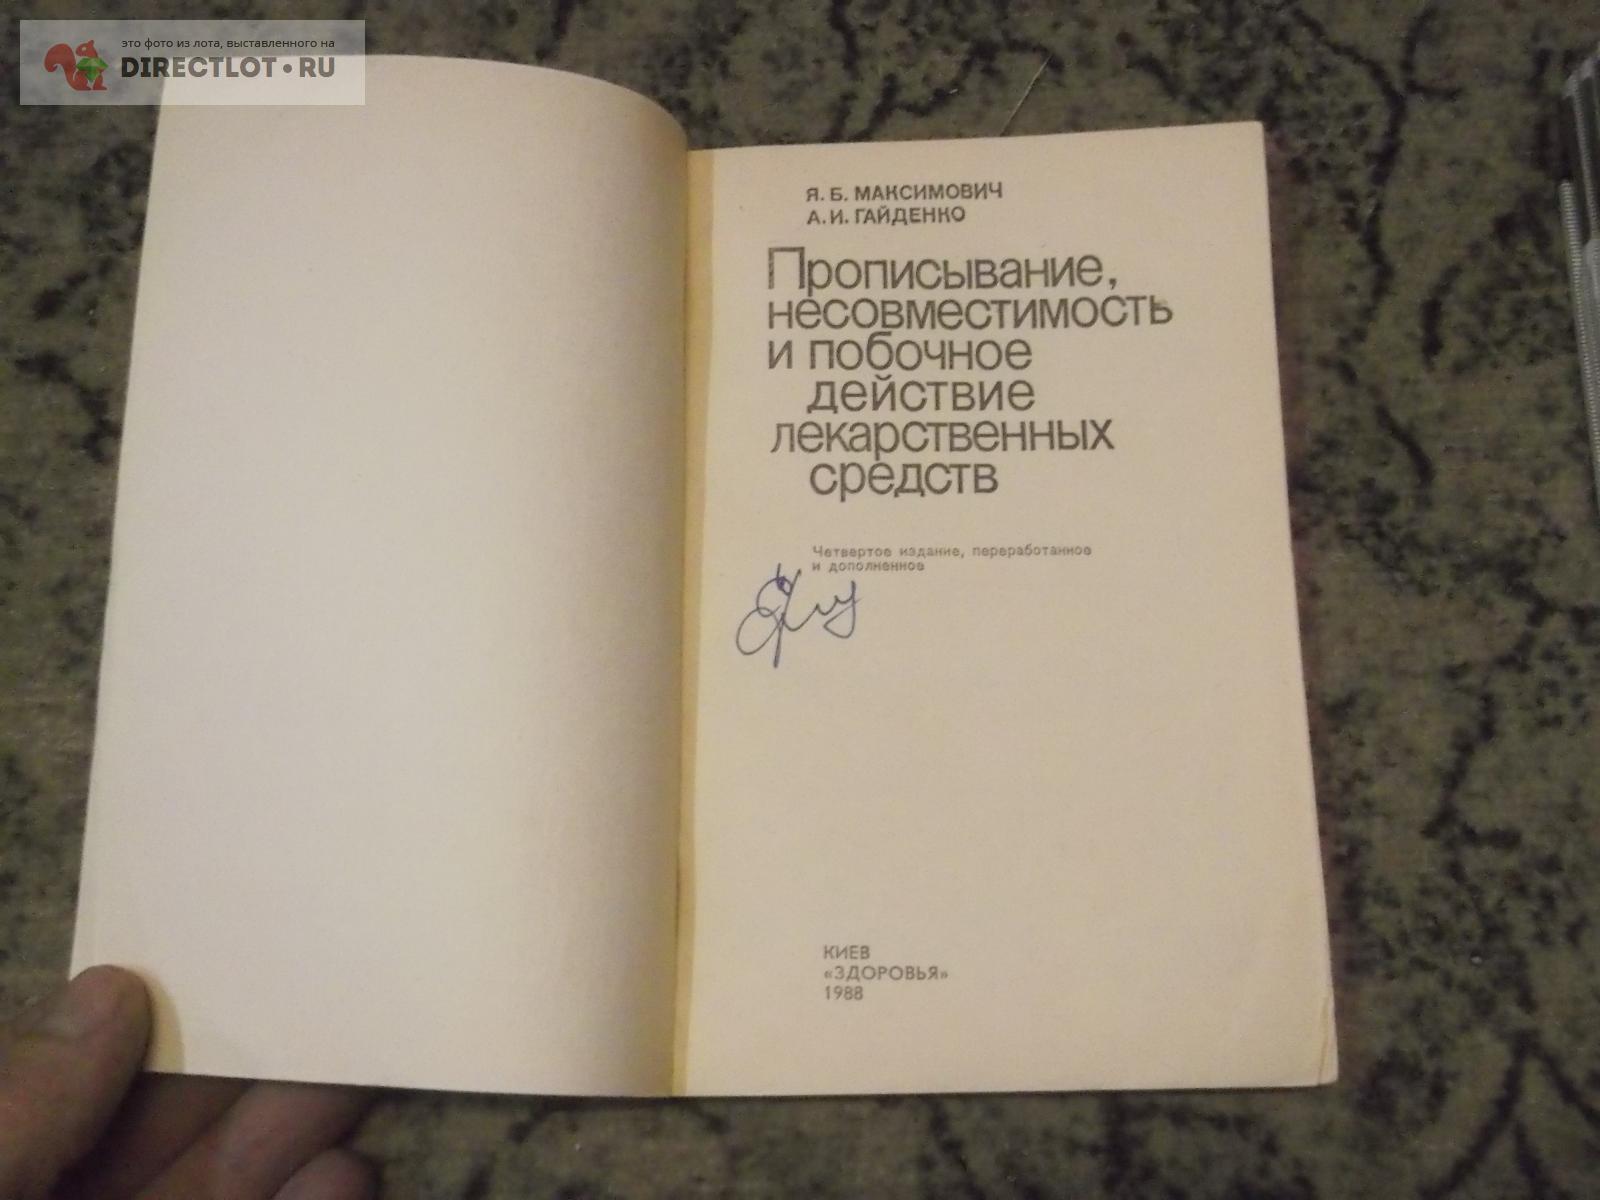 это фото из лота, выставленного на
DIRECTLOT•RU
Я. Б. МАКСИМОВИЧ
А. И. ГАЙДЕНКО
Прописывание,
несовместимость
и побочное
действие
лекарственных
средств
Четвертое издание, переработанное
и дополненное
КИЕВ
«ЗДОРОВЬЯ»
1988